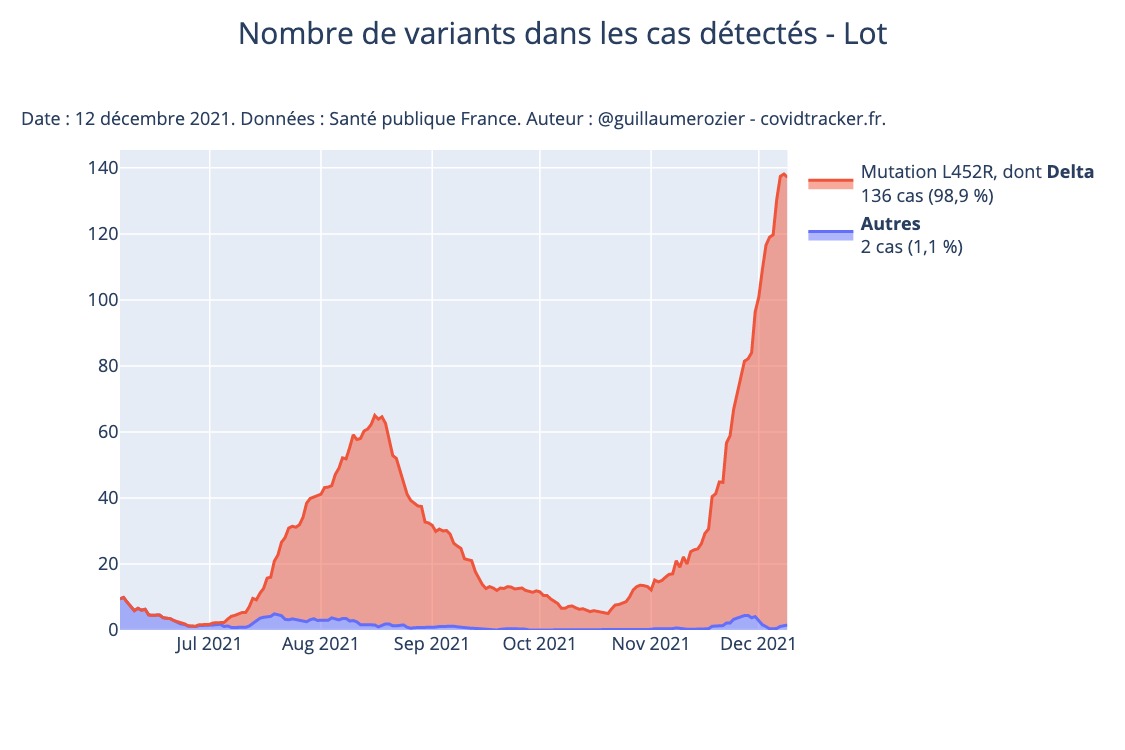 Nombre de variants dans les cas détectés - Lot
Date : 12 décembre 2021. Données : Santé publique France. Auteur : @guillaumerozier - covidtracker.fr.
140
120
100
80
60
40
20
0
Jul 2021 Aug 2021 Sep 2021 Oct 2021 Nov 2021 Dec 2021
Mutation L452R, dont Delta
136 cas (98,9 %)
Autres
2 cas (1,1 %)